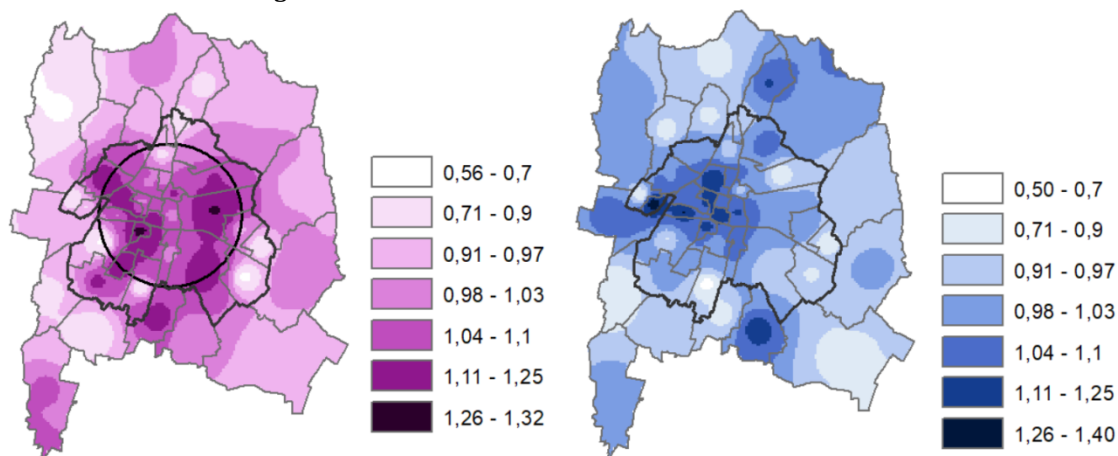 0,56 - 0,7
0,71 - 0,9
0,91 - 0,97
0,98 - 1,03
1,04 - 1,1
1,11 - 1,25
1,26 - 1,32
0,50 - 0,7
0,71 - 0,9
0,91 - 0,97
0,98 - 1,03
1,04 - 1,1
1,11 - 1,25
1,26 - 1,40